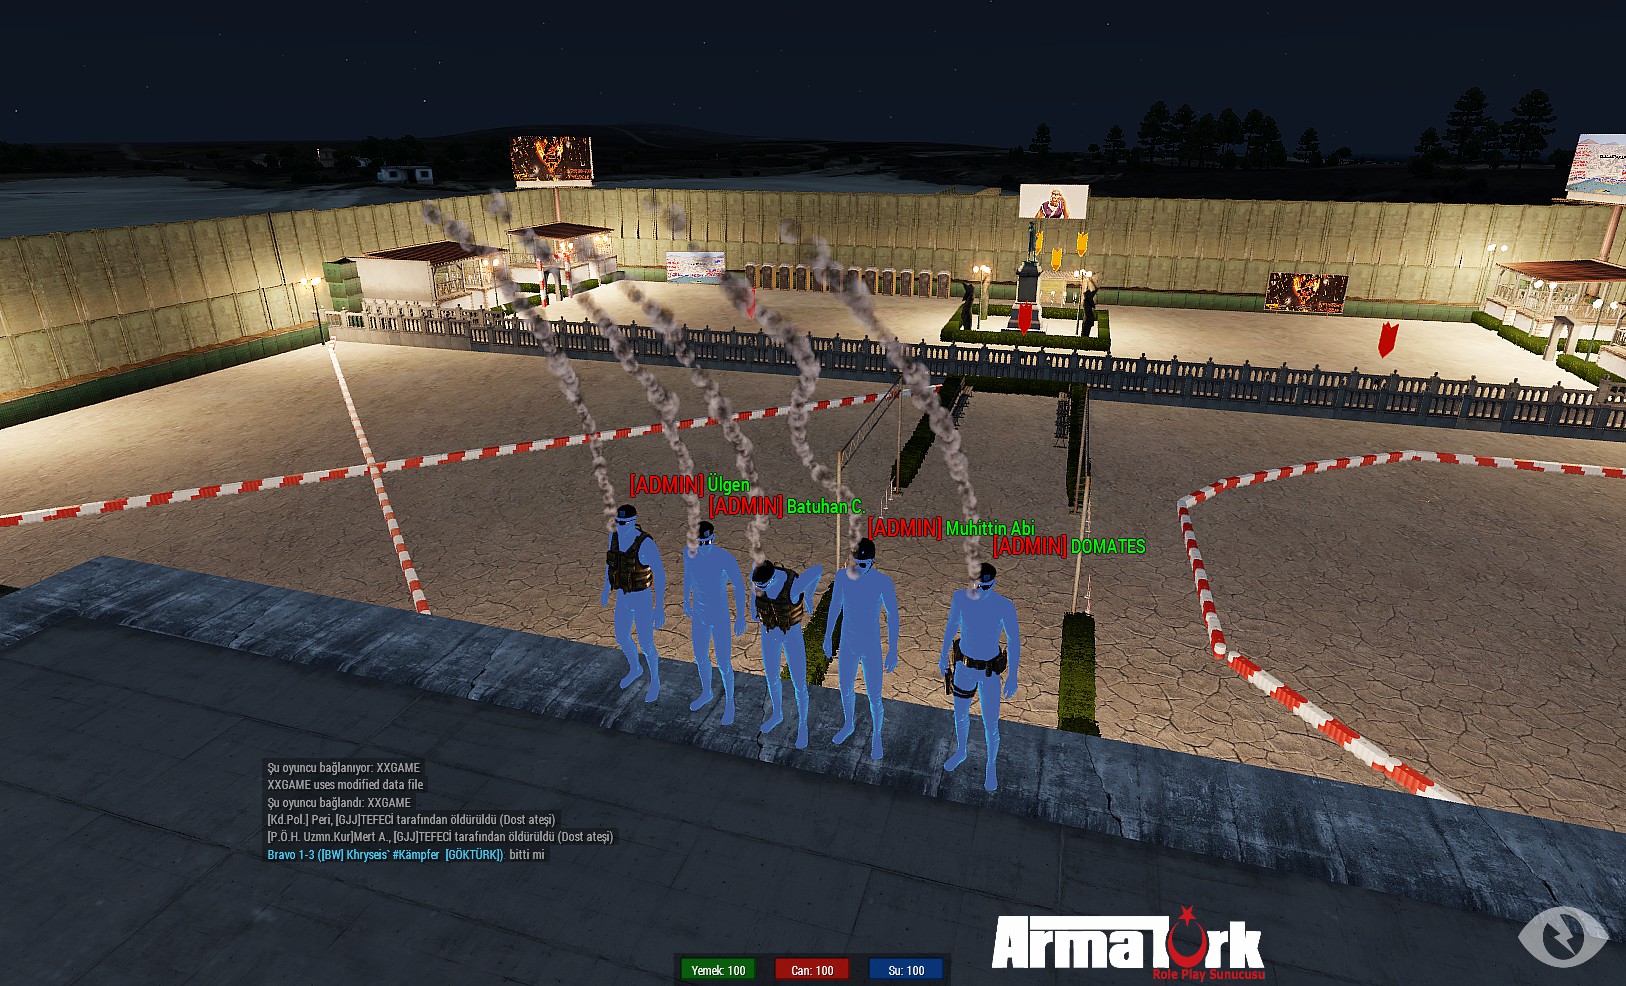 [ADMIN] Ülgen
[ADMIN] Batuhan C.
[ADMIN] Muhittin Abi
[ADMIN] DOMATES
Şu oyuncu bağlanıyor: XXGAME
XXGAME uses modified data file
Şu oyuncu bağlandı: XXGAME
[Kd.Pol.] Peri, [GJJ]TEFECİ tarafından öldürüldü (Dost ateşi)
[P.Ö.H. Uzmn.Kur]Mert A., [GJJ]TEFECİ tarafından öldürüldü (Dost ateşi)
Bravo 1-3 ([BW] Khryseis` #Kämpfer  [GÖKTÜRK]): bitti mi
ArmaTürk
Role Play Sunucusu
Yemek: 100
Can: 100
Su: 100